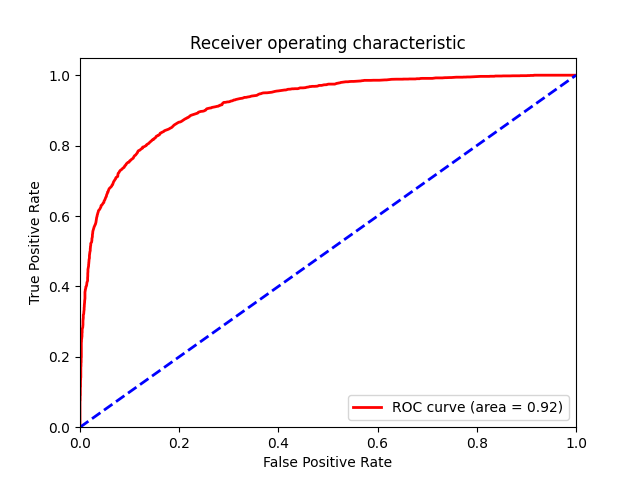 Receiver operating characteristic
True Positive Rate
1.0
0.8
0.6
0.4
0.2
0.0
0.0 0.2 0.4 0.6 0.8 1.0
False Positive Rate
ROC curve (area = 0.92)